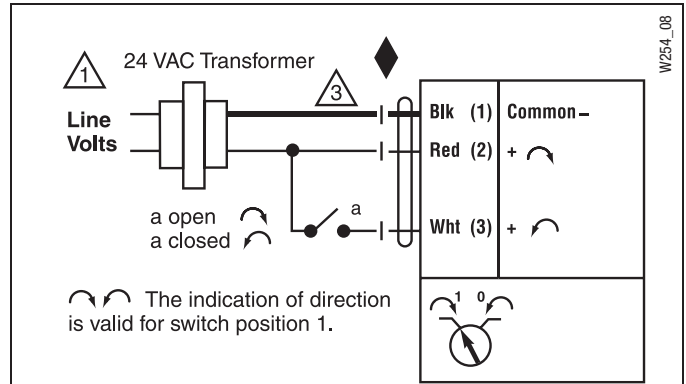 W254_08
1
24 VAC Transformer
3
Line
Volts
Blk (1) Common –
Red (2) +
a
a open
a closed
Wht (3) +
The indication of direction
is valid for switch position 1.
1 0